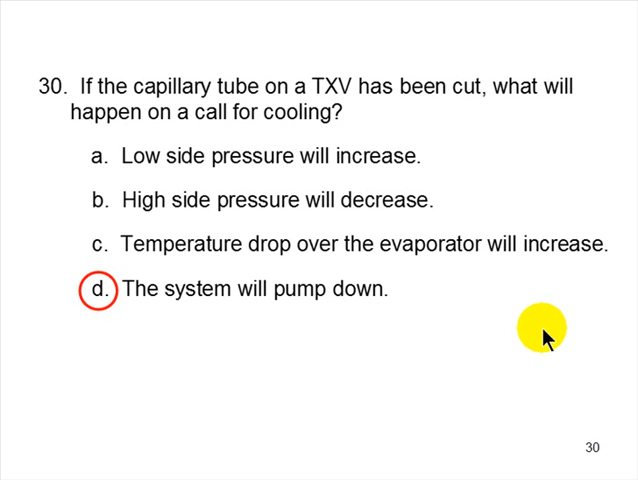 30. If the capillary tube on a TXV has been cut, what will
happen on a call for cooling?
a. Low side pressure will increase.
b. High side pressure will decrease.
c. Temperature drop over the evaporator will increase.
d. The system will pump down.
30